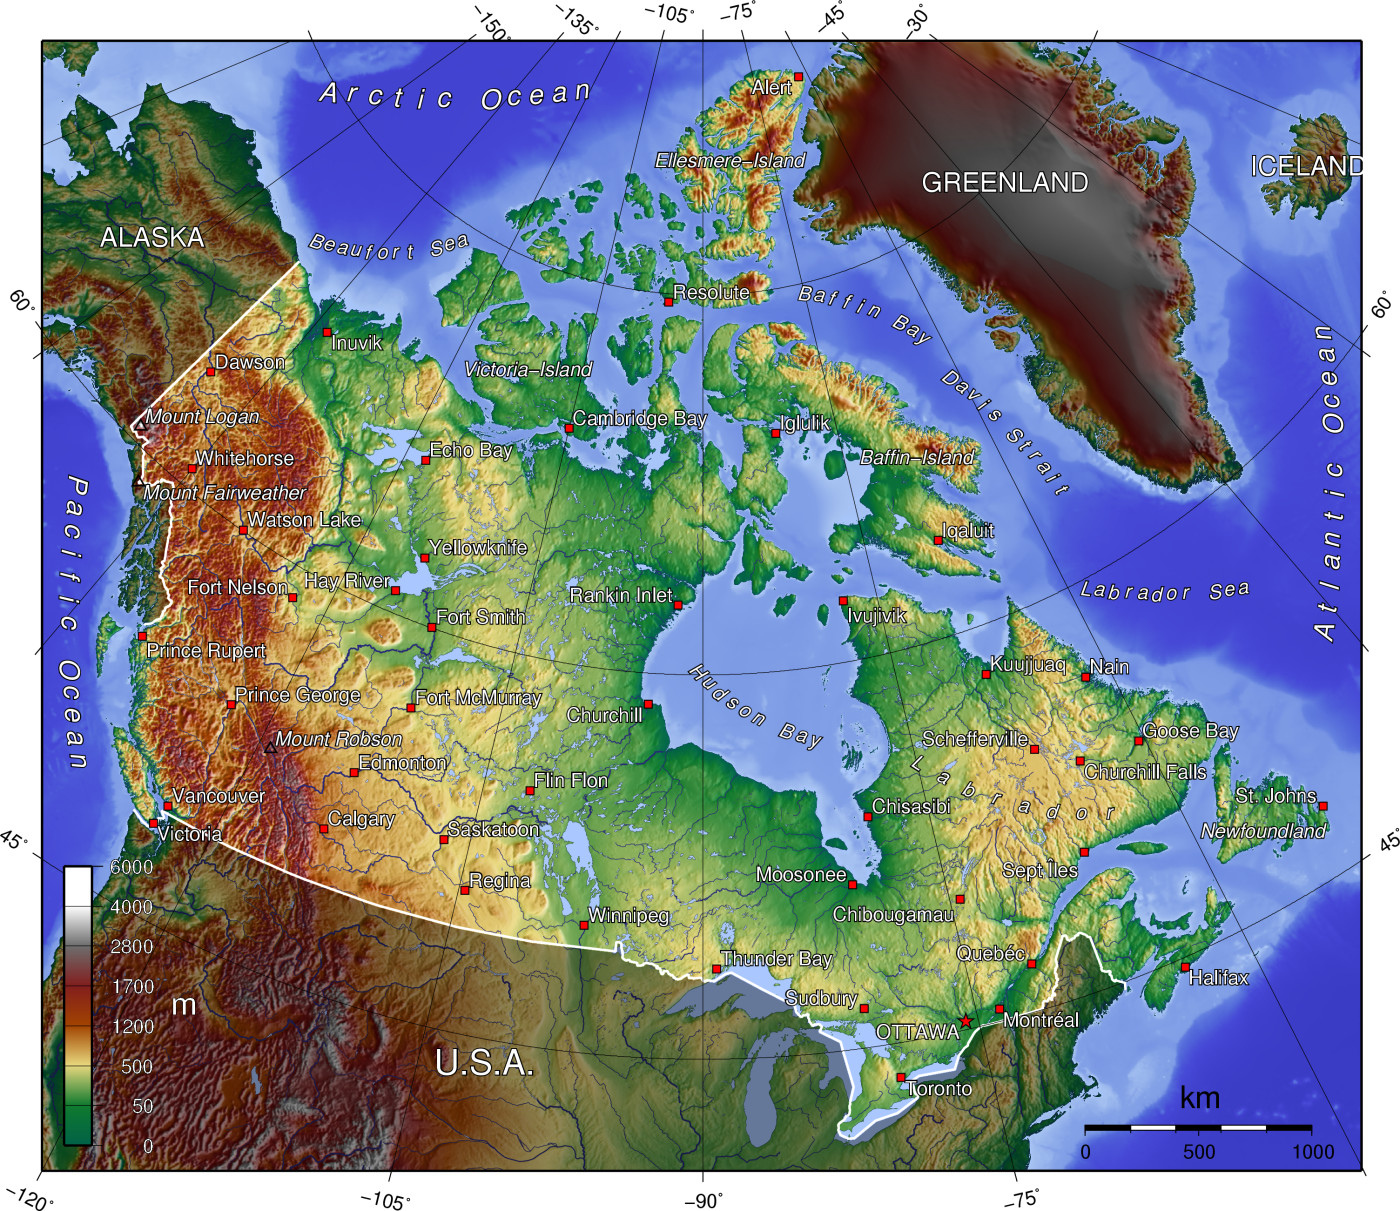 −150°
−135°
−105°
−75°
−45°
−30°
Arctic Ocean
Alert
Ellesmere−Island
GREENLAND
ICELAND
ALASKA
Beaufort Sea
Resolute
Baffin Bay
60°
60°
Inuvik
Dawson
Victoria−Island
Davis Strait
Mount Logan
Cambridge Bay
Iglulik
Whitehorse
Echo Bay
Baffin−Island
Mount Fairweather
Watson Lake
Iqaluit
Pacific Ocean
Atlantic Ocean
Yellowknife
Fort Nelson
Hay River
Rankin Inlet
Labrador Sea
Fort Smith
Ivujivik
Prince Rupert
Kuujjuaq
Nain
Prince George
Fort McMurray
Churchill
Hudson Bay
Mount Robson
Schefferville
Goose Bay
Edmonton
Flin Flon
Churchill Falls
Labrador
Vancouver
Chisasibi
St. Johns
Victoria
Calgary
Saskatoon
Newfoundland
45°
45°
Sept Îles
Moosonee
Regina
Chibougamau
Winnipeg
Quebéc
Thunder Bay
Halifax
Sudbury
OTTAWA
Montréal
U.S.A.
Toronto
6000
4000
2800
1700
m
1200
500
50
0
km
0
500
1000
−120°
−105°
−90°
−75°